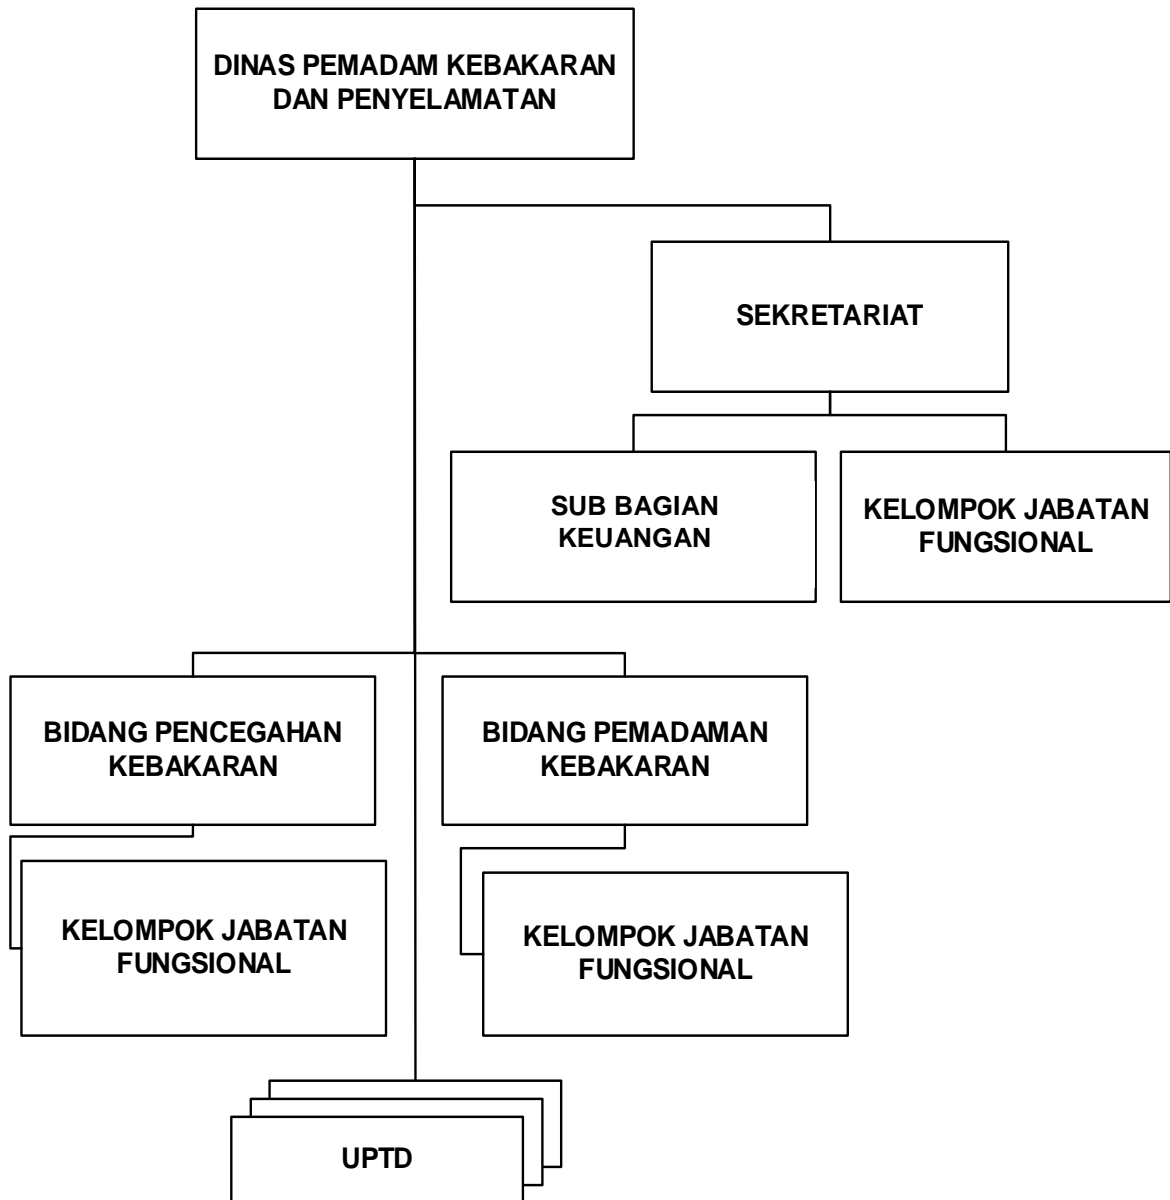 DINAS PEMADAM KEBAKARAN
DAN PENYELAMATAN
SEKRETARIAT
SUB BAGIAN
KEUANGAN
KELOMPOK JABATAN
FUNGSIONAL
BIDANG PENCEGAHAN
KEBAKARAN
BIDANG PEMADAMAN
KEBAKARAN
KELOMPOK JABATAN
FUNGSIONAL
KELOMPOK JABATAN
FUNGSIONAL
UPTD